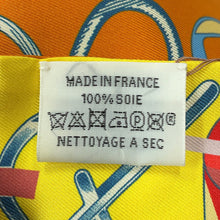 MADE IN FRANCE
100% SOIE
NETTOYAGE A SEC